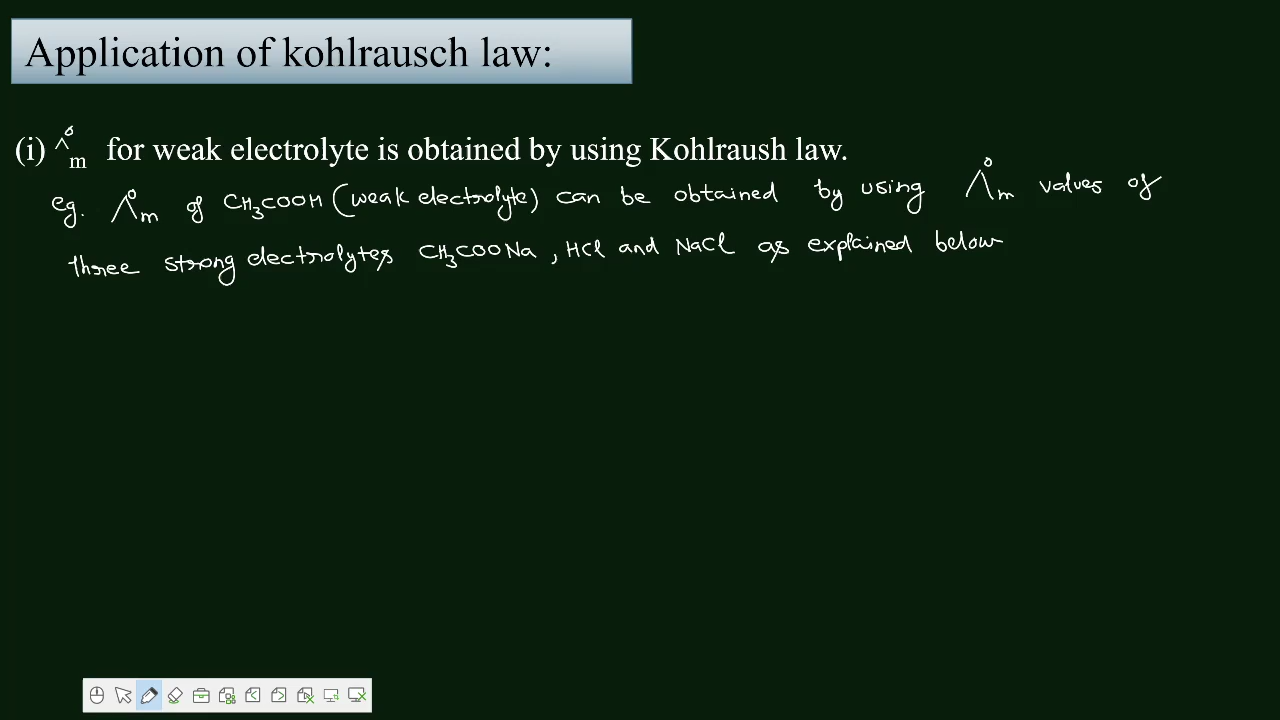 Application of kohlrausch law:
(i) Λ°m for weak electrolyte is obtained by using Kohlraush law.
eg. Λ°m of CH₃COOH (weak electrolyte) can be obtained by using Λ°m values of
three strong electrolytes CH₃COONa, HCl and NaCl as explained below